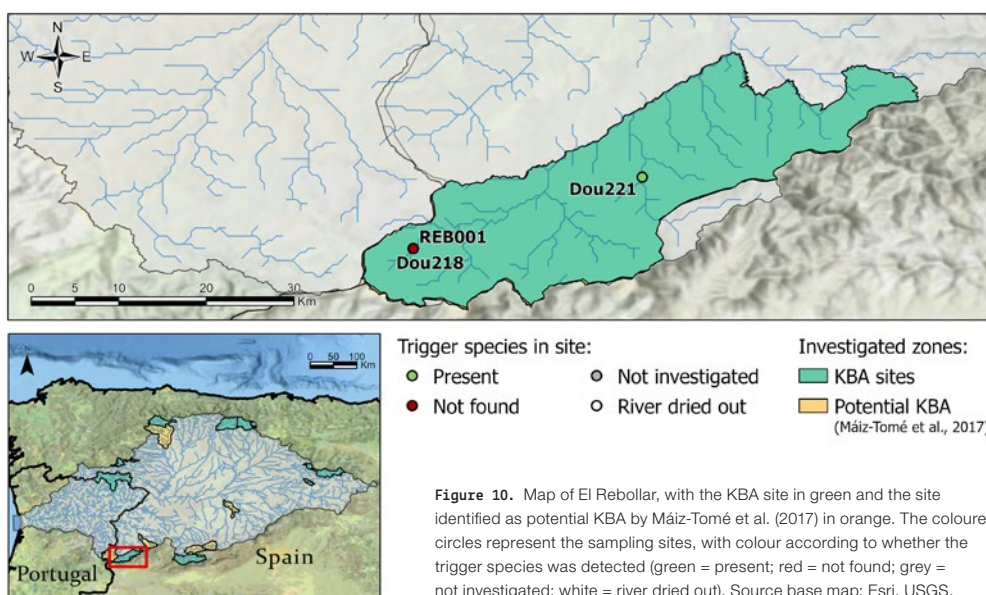 N
W E
S
Dou221
REB001
Dou218
0 5 10 20 30
Km
0 50 100
Km
Portugal
Spain
Trigger species in site:
Present
Not found
Not investigated
River dried out
Investigated zones:
KBA sites
Potential KBA
(Máiz-Tomé et al., 2017)
Figure 10. Map of El Rebollar, with the KBA site in green and the site
identified as potential KBA by Máiz-Tomé et al. (2017) in orange. The coloure
circles represent the sampling sites, with colour according to whether the
trigger species was detected (green = present; red = not found; grey =
not investigated; white = river dried out). Source base map: Esri, USGS,